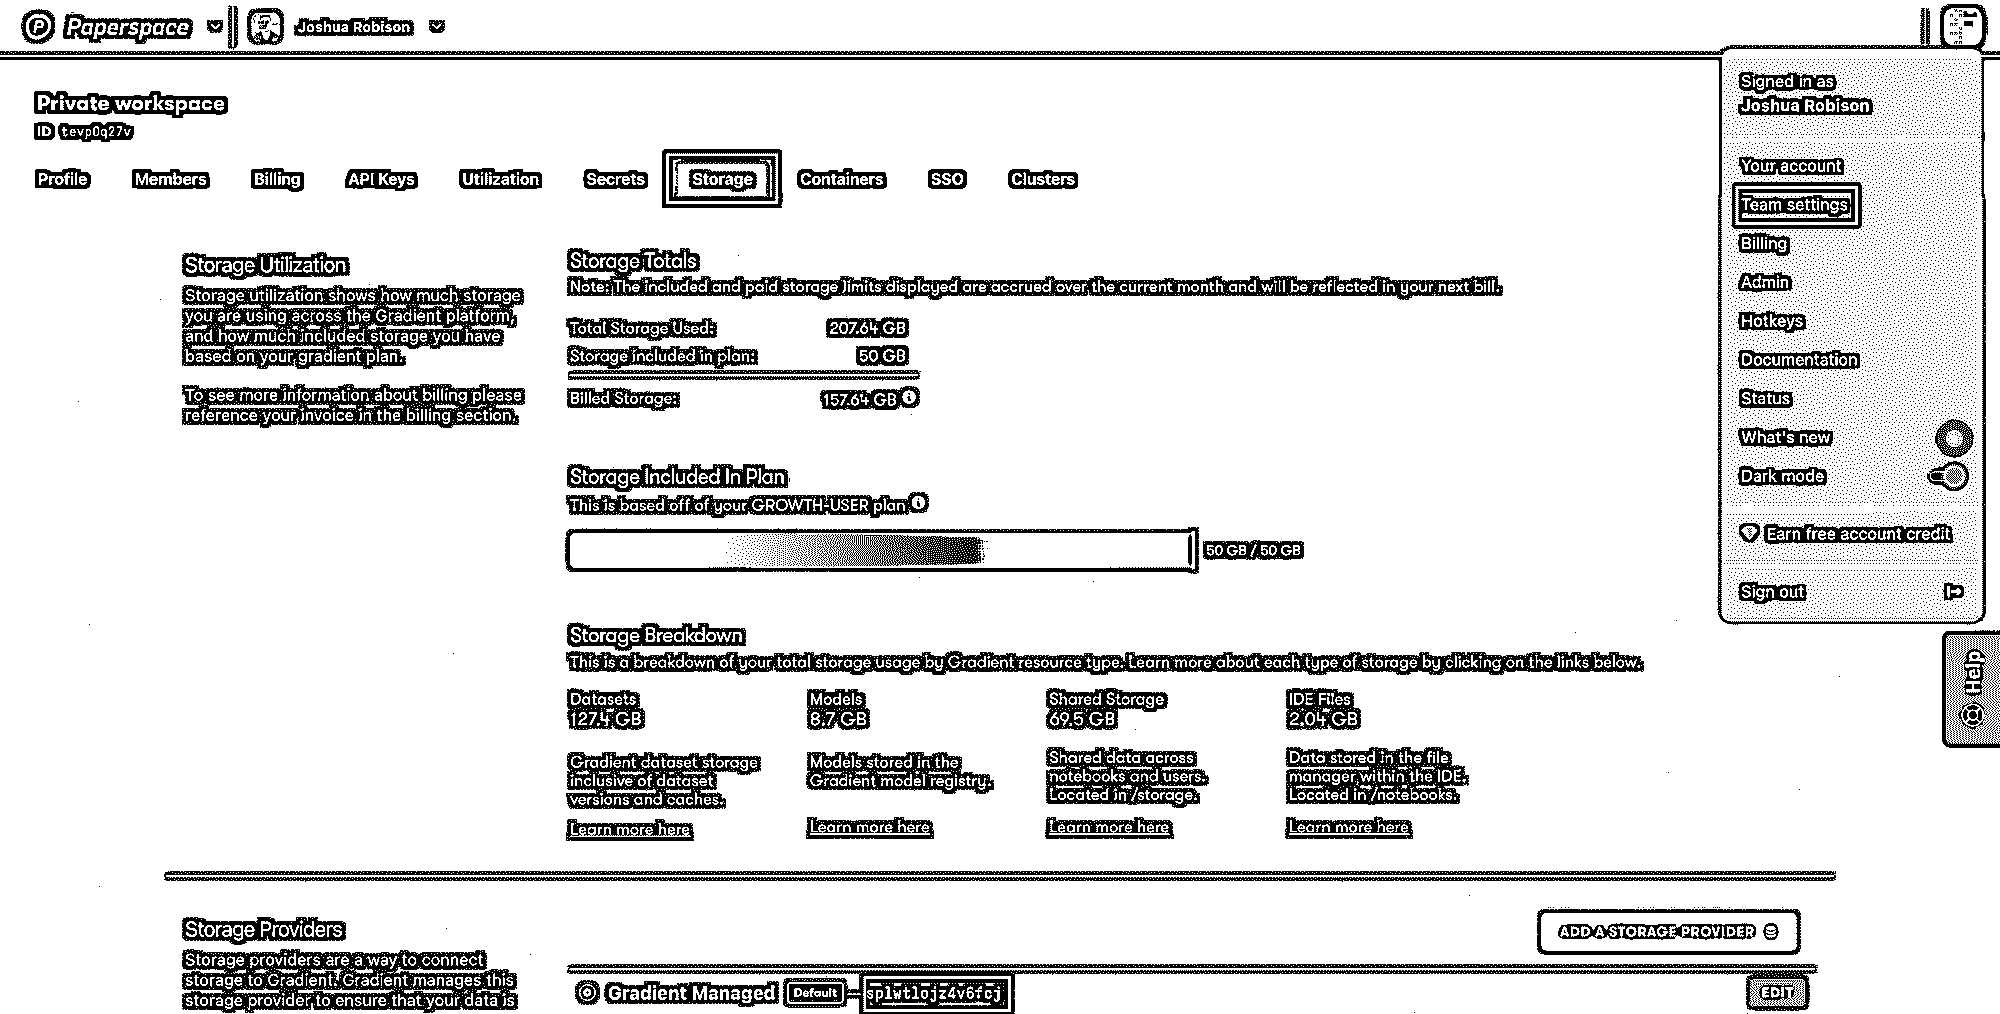 Paperspace
Joshua Robison
Private workspace
ID tevp0q27v
Profile
Members
Billing
API Keys
Utilization
Secrets
Storage
Containers
SSO
Clusters
Signed in as
Joshua Robison
Your account
Team settings
Billing
Admin
Hotkeys
Documentation
Status
What's new
Dark mode
Earn free account credit
Sign out
Help
Storage Utilization
Storage utilization shows how much storage
you are using across the Gradient platform,
and how much included storage you have
based on your gradient plan.
To see more information about billing please
reference your invoice in the billing section.
Storage Totals
Note: The included and paid storage limits displayed are accrued over the current month and will be reflected in your next bill.
Total Storage Used: 207.64 GB
Storage included in plan: 50 GB
Billed Storage: 157.64 GB
Storage Included In Plan
This is based off of your GROWTH-USER plan
50 GB / 50 GB
Storage Breakdown
This is a breakdown of your total storage usage by Gradient resource type. Learn more about each type of storage by clicking on the links below.
Datasets
127.4 GB
Gradient dataset storage
inclusive of dataset
versions and caches.
Learn more here
Models
8.7 GB
Models stored in the
Gradient model registry.
Learn more here
Shared Storage
69.5 GB
Shared data across
notebooks and users.
Located in /storage.
Learn more here
IDE Files
2.04 GB
Data stored in the file
manager within the IDE.
Located in /notebooks.
Learn more here
Storage Providers
Storage providers are a way to connect
storage to Gradient. Gradient manages this
storage provider to ensure that your data is
ADD A STORAGE PROVIDER
Gradient Managed Default splwtlojz4v6fcj
EDIT